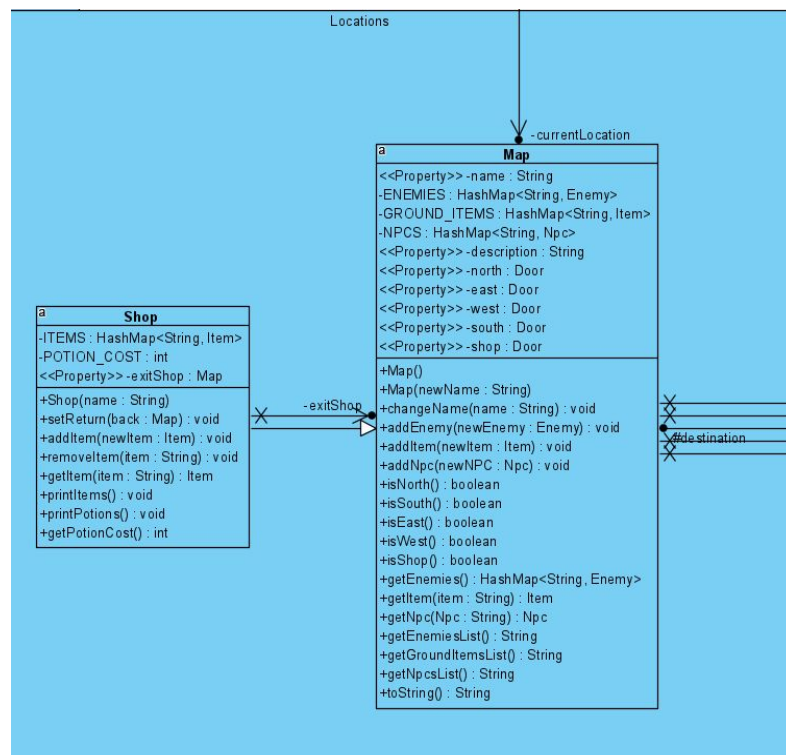 Locations
-currentLocation
a
Map
<<Property>> -name : String
-ENEMIES : HashMap<String, Enemy>
-GROUND_ITEMS : HashMap<String, Item>
-NPCS : HashMap<String, Npc>
<<Property>> -description : String
<<Property>> -north : Door
<<Property>> -east : Door
<<Property>> -west : Door
<<Property>> -south : Door
<<Property>> -shop : Door
+Map()
+Map(newName : String)
+changeName(name : String) : void
+addEnemy(newEnemy : Enemy) : void
+addItem(newItem : Item) : void
+addNpc(newNPC : Npc) : void
+isNorth() : boolean
+isSouth() : boolean
+isEast() : boolean
+isWest() : boolean
+isShop() : boolean
+getEnemies() : HashMap<String, Enemy>
+getItem(item : String) : Item
+getNpc(Npc : String) : Npc
+getEnemiesList() : String
+getGroundItemsList() : String
+getNpcsList() : String
+toString() : String
a
Shop
-ITEMS : HashMap<String, Item>
-POTION_COST : int
<<Property>> -exitShop : Map
+Shop(name : String)
+setReturn(back : Map) : void
+addItem(newItem : Item) : void
+removeItem(item : String) : void
+getItem(item : String) : Item
+printItems() : void
+printPotions() : void
+getPotionCost() : int
-exitShop
#destination